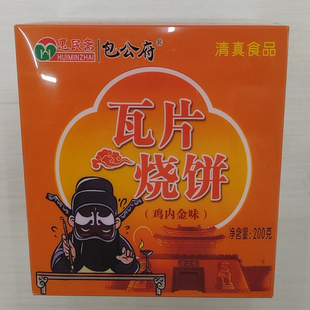 惠民斋 包公府® 清真食品
HUIMINZHAI
瓦片
烧饼
(鸡内金味)
净含量:200克